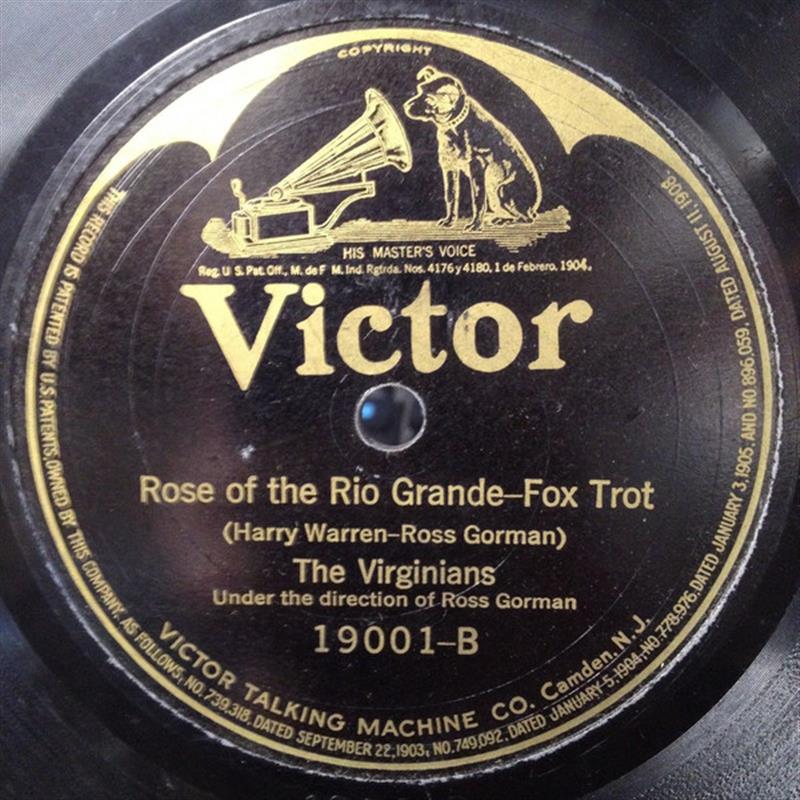 COPYRIGHT
HIS MASTER'S VOICE
Reg. U S. Pat. Off., M. de F M. Ind. Rgtrda. Nos. 4176 y 4180, 1 de Febrero. 1904.
Victor
Rose of the Rio Grande–Fox Trot
(Harry Warren–Ross Gorman)
The Virginians
Under the direction of Ross Gorman
19001–B
VICTOR TALKING MACHINE CO. Camden. N. J.
THIS RECORD IS PATENTED BY U.S. PATENTS, OWNED BY THIS COMPANY, AS FOLLOWS; NO. 739,318, DATED SEPTEMBER 22, 1903; NO. 749,092, DATED JANUARY 5, 1904; NO. 778,976, DATED JANUARY 3, 1905, AND NO. 896,059, DATED AUGUST 11, 1908.